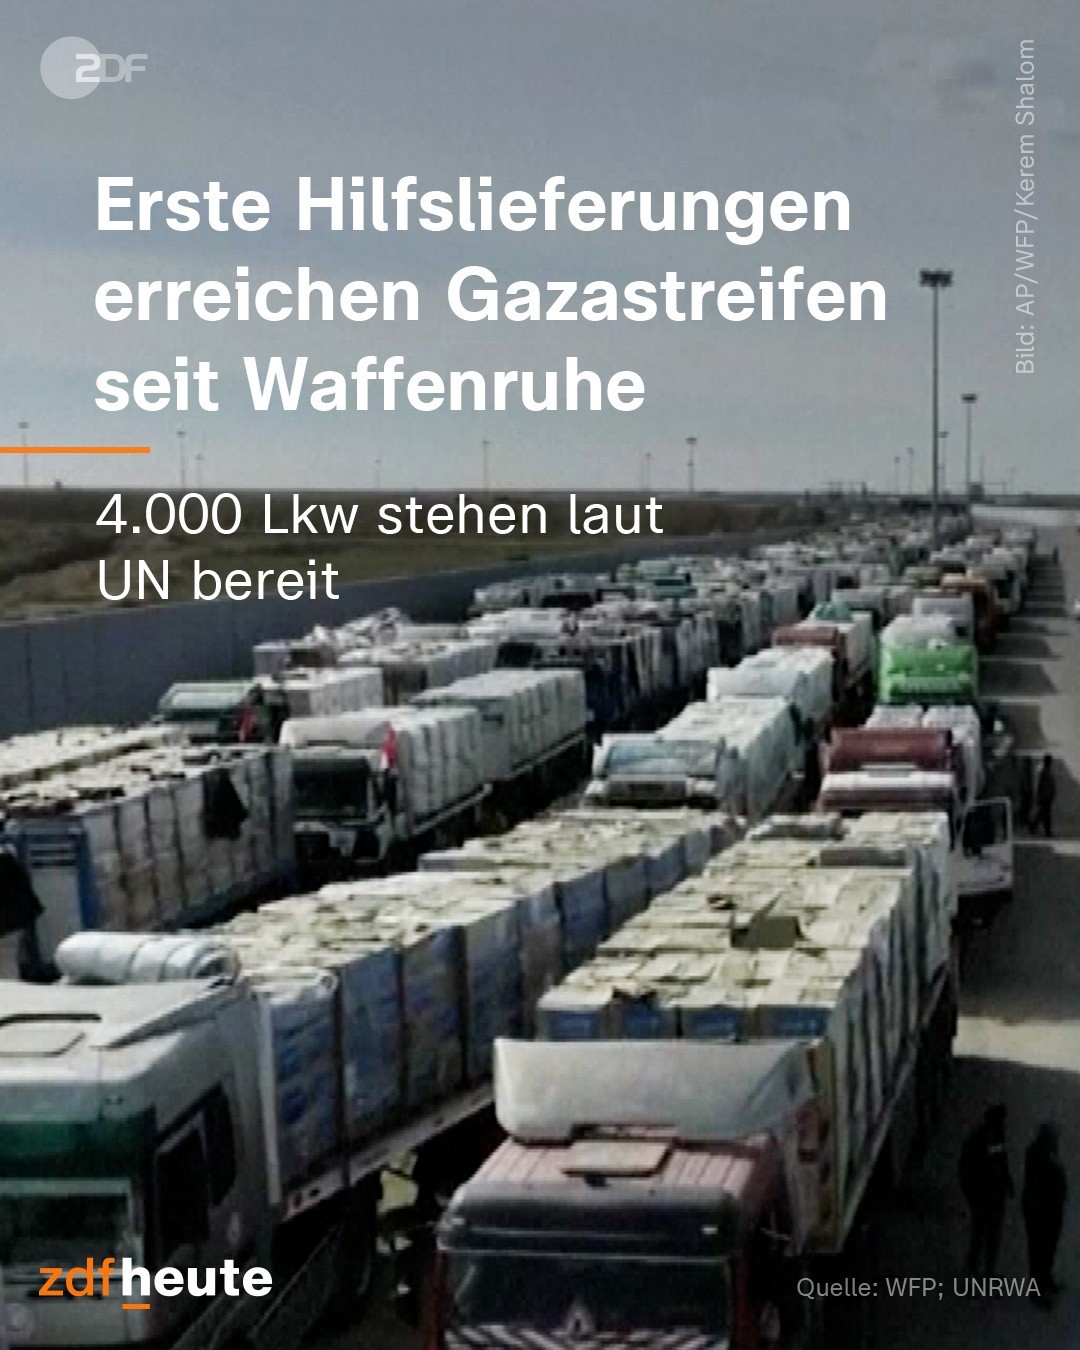 ZDF
Bild: AP/WFP/Kerem Shalom
Erste Hilfslieferungen
erreichen Gazastreifen
seit Waffenruhe
4.000 Lkw stehen laut
UN bereit
zdfheute
Quelle: WFP; UNRWA